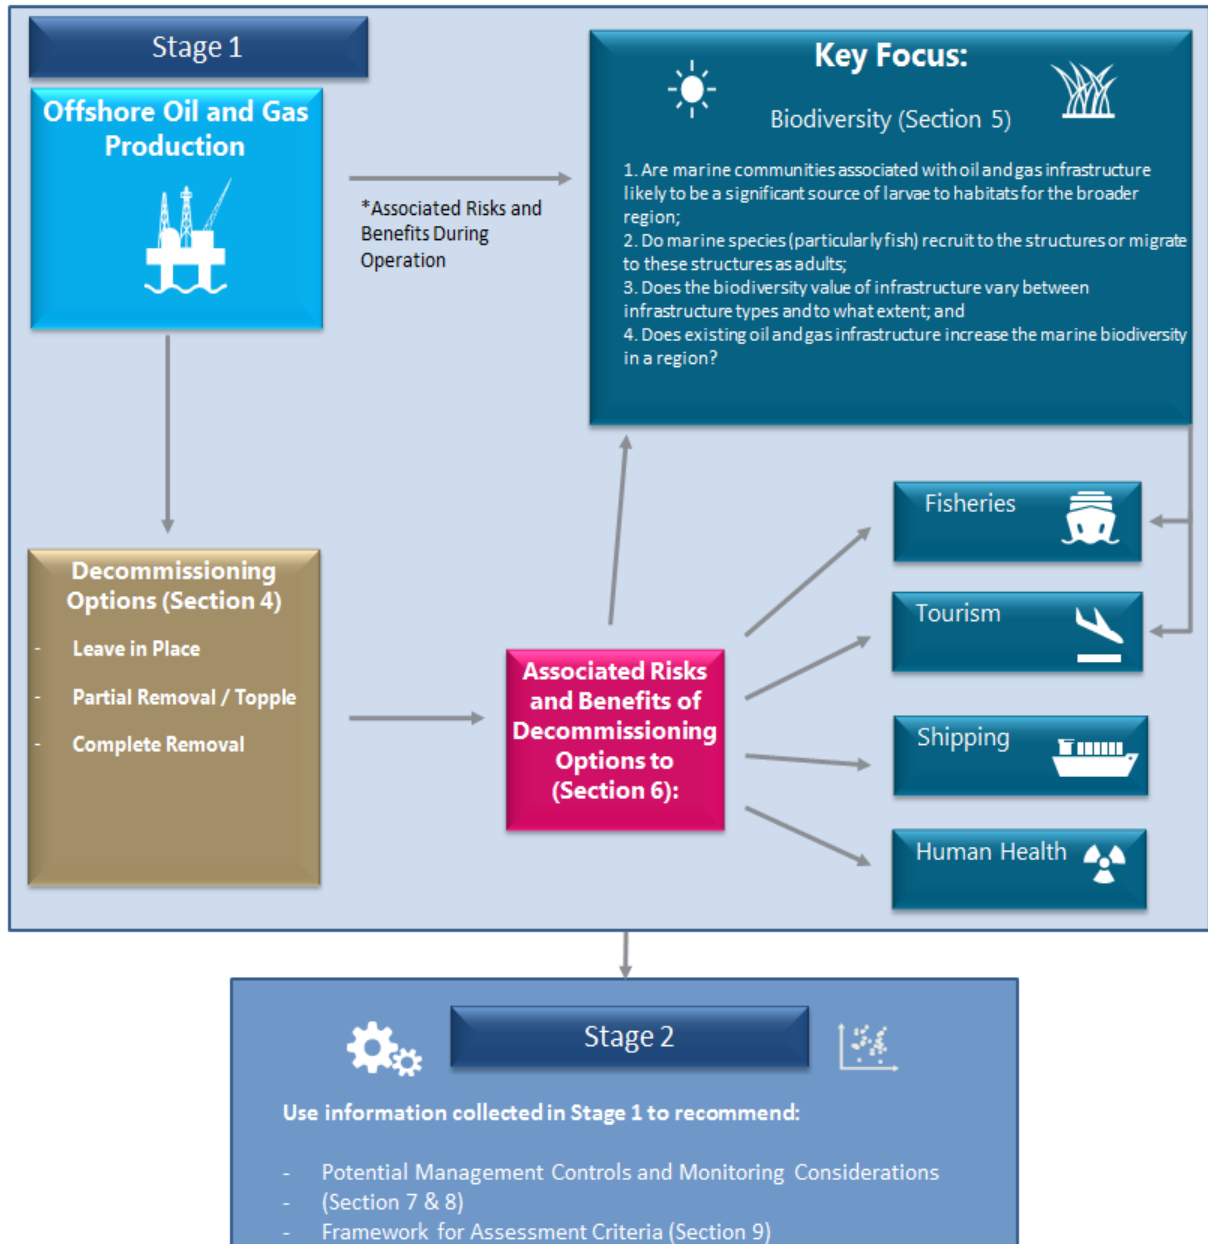 Stage 1
Offshore Oil and Gas
Production
*Associated Risks and
Benefits During
Operation
Key Focus:
Biodiversity (Section 5)
1. Are marine communities associated with oil and gas infrastructure
likely to be a significant source of larvae to habitats for the broader
region;
2. Do marine species (particularly fish) recruit to the structures or migrate
to these structures as adults;
3. Does the biodiversity value of infrastructure vary between
infrastructure types and to what extent; and
4. Does existing oil and gas infrastructure increase the marine biodiversity
in a region?
Decommissioning
Options (Section 4)
- Leave in Place
- Partial Removal / Topple
- Complete Removal
Associated Risks
and Benefits of
Decommissioning
Options to
(Section 6):
Fisheries
Tourism
Shipping
Human Health
Stage 2
Use information collected in Stage 1 to recommend:
- Potential Management Controls and Monitoring Considerations
- (Section 7 & 8)
- Framework for Assessment Criteria (Section 9)